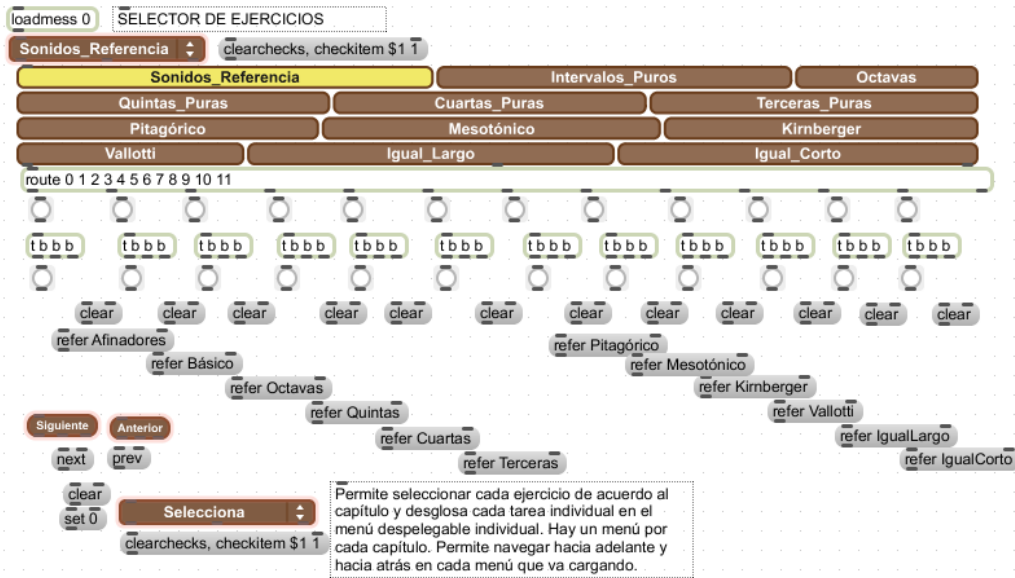 loadmess 0
SELECTOR DE EJERCICIOS
Sonidos_Referencia
clearchecks, checkitem $1 1
Sonidos_Referencia
Intervalos_Puros
Octavas
Quintas_Puras
Cuartas_Puras
Terceras_Puras
Pitagórico
Mesotónico
Kirnberger
Vallotti
Igual_Largo
Igual_Corto
route 0 1 2 3 4 5 6 7 8 9 10 11
t b b b
t b b b
t b b b
t b b b
t b b b
t b b b
t b b b
t b b b
t b b b
t b b b
t b b b
t b b b
clear
clear
clear
clear
clear
clear
clear
clear
clear
clear
clear
clear
refer Afinadores
refer Básico
refer Octavas
refer Quintas
refer Cuartas
refer Terceras
refer Pitagórico
refer Mesotónico
refer Kirnberger
refer Vallotti
refer IgualLargo
refer IgualCorto
Siguiente
Anterior
next
prev
clear
set 0
Selecciona
clearchecks, checkitem $1 1
Permite seleccionar cada ejercicio de acuerdo al
capítulo y desglosa cada tarea individual en el
menú despelegable individual. Hay un menú por
cada capítulo. Permite navegar hacia adelante y
hacia atrás en cada menú que va cargando.